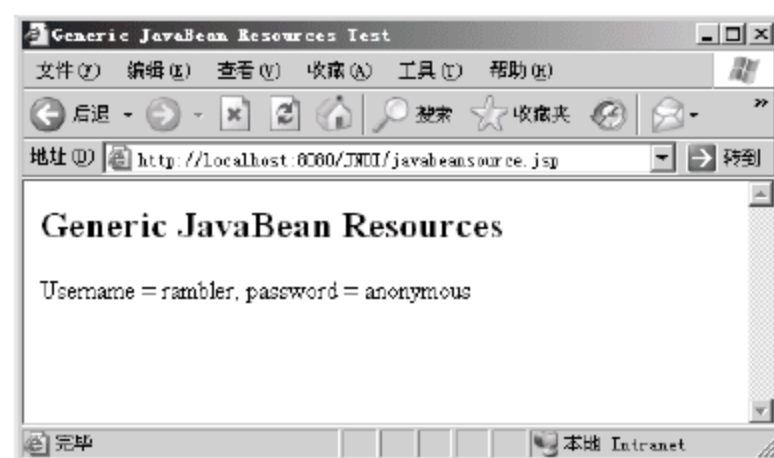 Generic JavaBean Resources Test
文件(F) 编辑(E) 查看(V) 收藏(A) 工具(T) 帮助(H)
后退 搜索 收藏夹 »
地址(D) http://localhost:8080/JNDI/javabeansource.jsp 转到
Generic JavaBean Resources
Username = rambler, password = anonymous
完毕 本地 Intranet